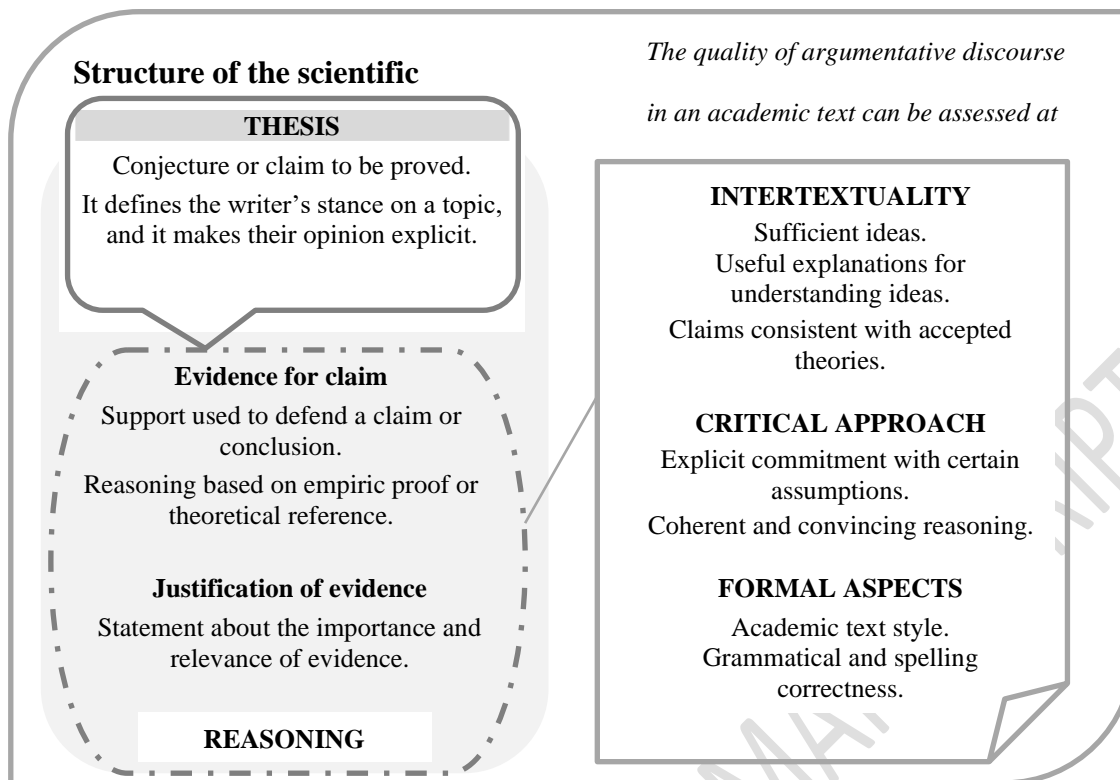 Structure of the scientific
THESIS
Conjecture or claim to be proved.
It defines the writer’s stance on a topic,
and it makes their opinion explicit.
Evidence for claim
Support used to defend a claim or
conclusion.
Reasoning based on empiric proof or
theoretical reference.
Justification of evidence
Statement about the importance and
relevance of evidence.
REASONING
The quality of argumentative discourse
in an academic text can be assessed at
INTERTEXTUALITY
Sufficient ideas.
Useful explanations for
understanding ideas.
Claims consistent with accepted
theories.
CRITICAL APPROACH
Explicit commitment with certain
assumptions.
Coherent and convincing reasoning.
FORMAL ASPECTS
Academic text style.
Grammatical and spelling
correctness.